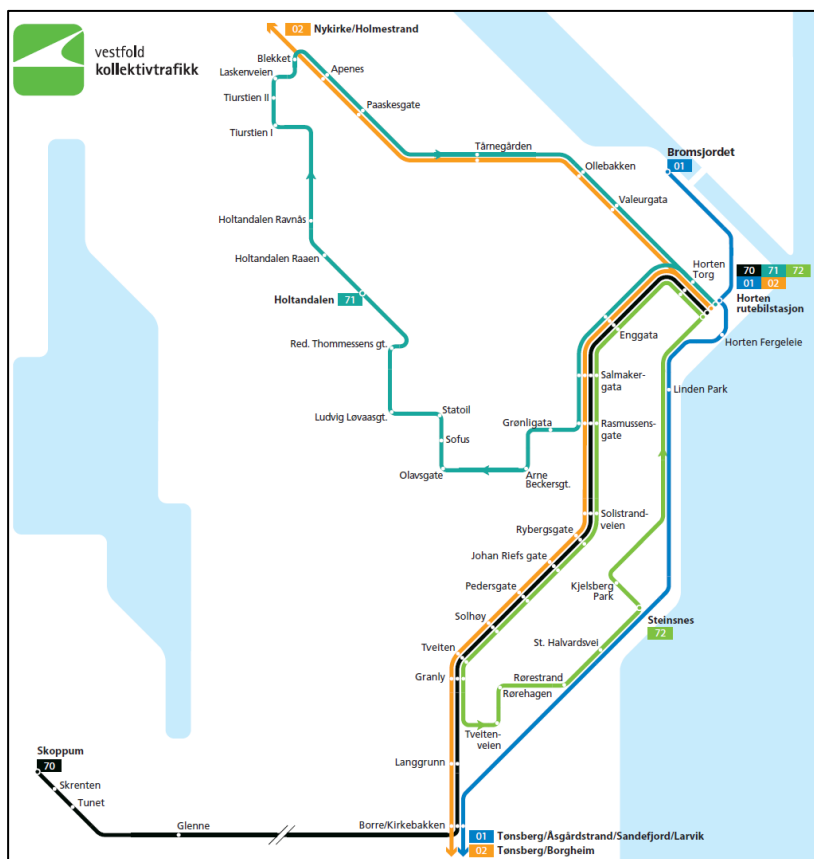 vestfold
kollektivtrafikk
02 Nykirke/Holmestrand
Blekket
Laskenveien
Apenes
Tiurstien II
Paaskesgate
Tiurstien I
Tårnegården
Ollebakken
Bromsjordet
01
Valeurgata
Holtandalen Ravnås
Holtandalen Raaen
Horten
Torg
70 71 72
01 02
Horten
rutebilstasjon
Holtandalen 71
Enggata
Horten Fergeleie
Red. Thommessens gt.
Salmaker-
gata
Linden Park
Ludvig Løvaasgt.
Statoil
Grønligata
Rasmussens-
gate
Sofus
Olavsgate
Arne
Beckersgt.
Solistrand-
veien
Rybergsgate
Johan Riefs gate
Pedersgate
Kjelsberg
Park
Solhøy
Steinsnes
72
Tveiten
St. Halvardsvei
Granly
Rørestrand
Rørehagen
Tveiten-
veien
Langgrunn
Skoppum
70
Skrenten
Tunet
Glenne
Borre/Kirkebakken
01 Tønsberg/Åsgårdstrand/Sandefjord/Larvik
02 Tønsberg/Borgheim